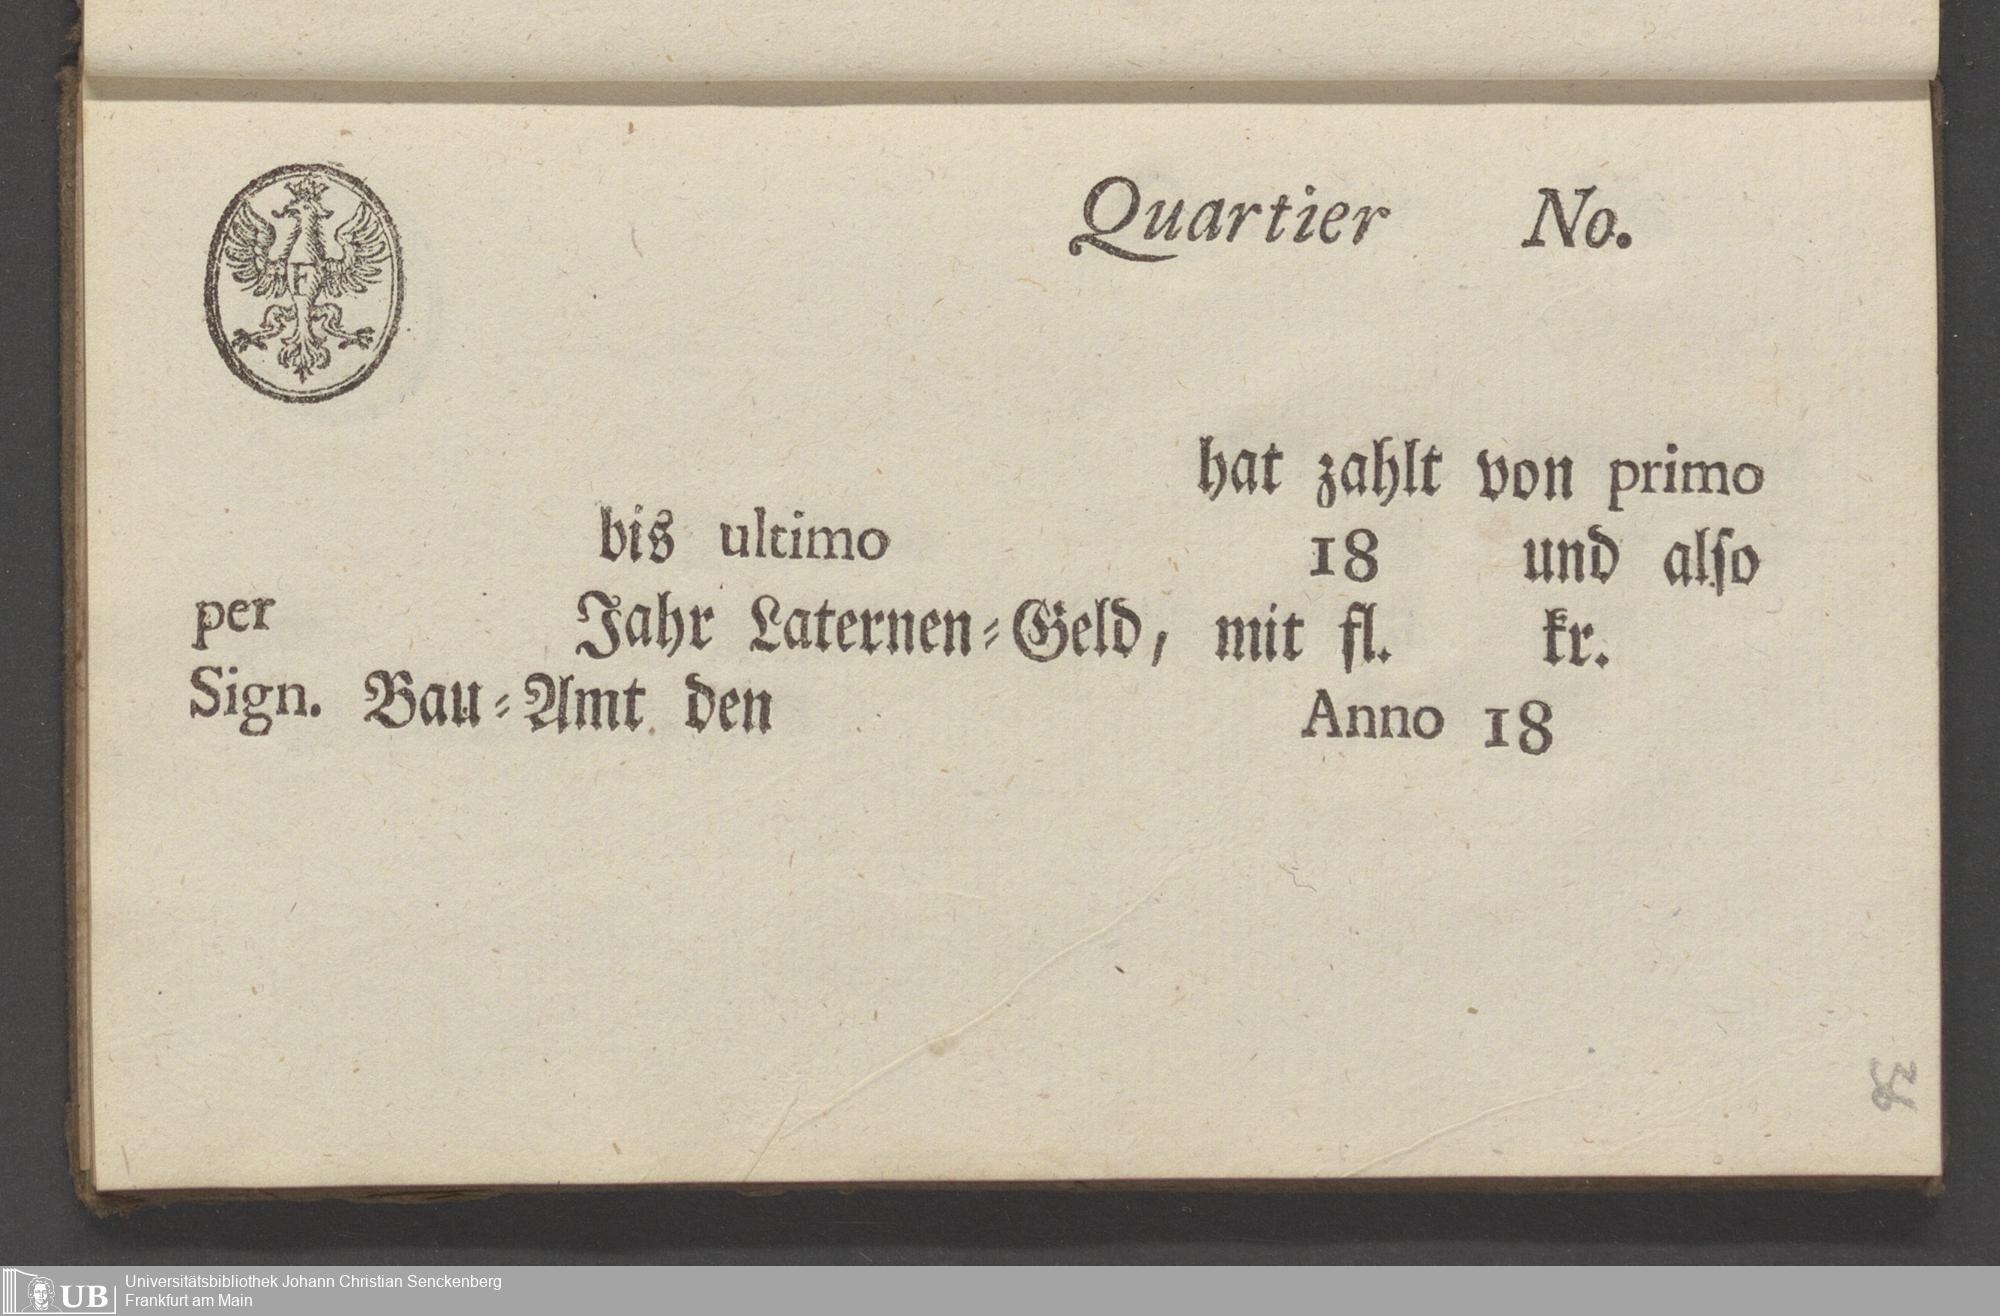 F
Quartier No.
hat zahlt von primo
bis ultimo 18 und alſo
per Jahr Laternen⸗Geld, mit fl. kr.
Sign. Bau⸗Amt den Anno 18
UB Universitätsbibliothek Johann Christian Senckenberg
Frankfurt am Main